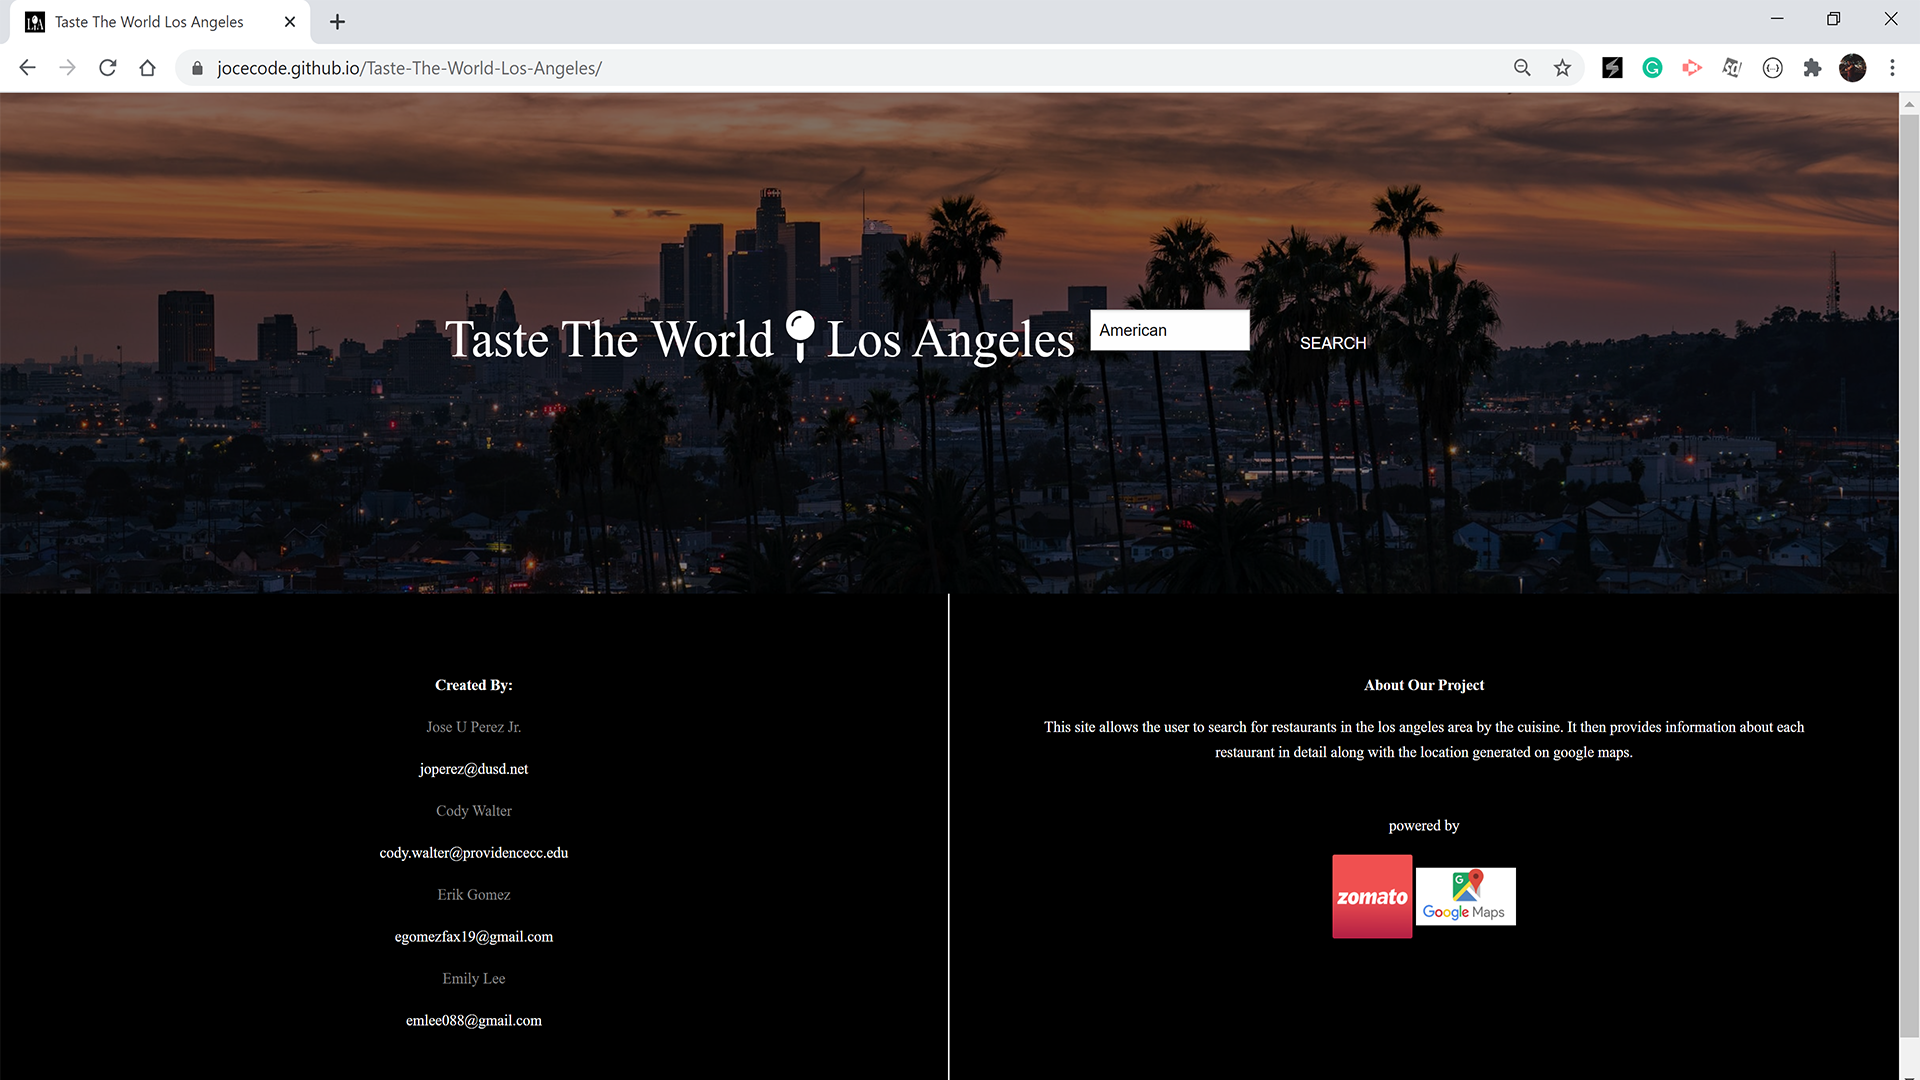 Taste The World Los Angeles
jocecode.github.io/Taste-The-World-Los-Angeles/
Taste The World Los Angeles
American
SEARCH
Created By:
Jose U Perez Jr.
joperez@dusd.net
Cody Walter
cody.walter@providencecc.edu
Erik Gomez
egomezfax19@gmail.com
Emily Lee
emlee088@gmail.com
About Our Project
This site allows the user to search for restaurants in the los angeles area by the cuisine. It then provides information about each
restaurant in detail along with the location generated on google maps.
powered by
zomato
G
Google Maps